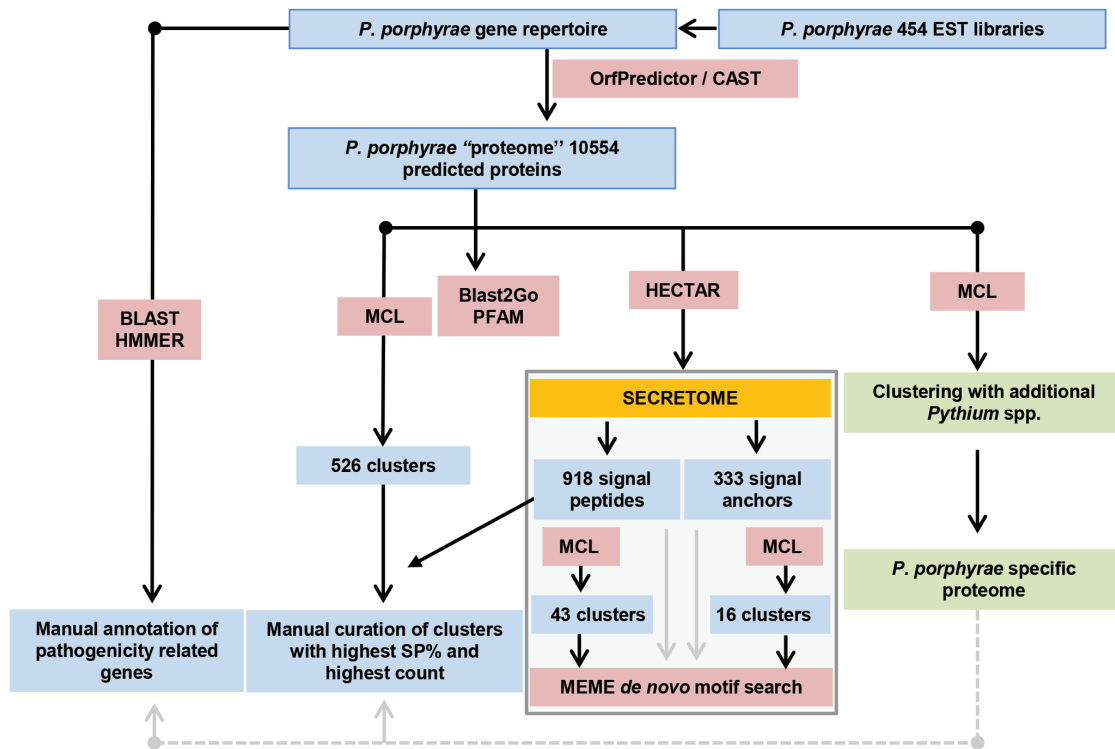 P. porphyrae gene repertoire
P. porphyrae 454 EST libraries
OrfPredictor / CAST
P. porphyrae “proteome’’ 10554
predicted proteins
BLAST
HMMER
MCL
Blast2Go
PFAM
HECTAR
MCL
SECRETOME
Clustering with additional
Pythium spp.
526 clusters
918 signal
peptides
333 signal
anchors
MCL
MCL
P. porphyrae specific
proteome
43 clusters
16 clusters
Manual annotation of
pathogenicity related
genes
Manual curation of clusters
with highest SP% and
highest count
MEME de novo motif search